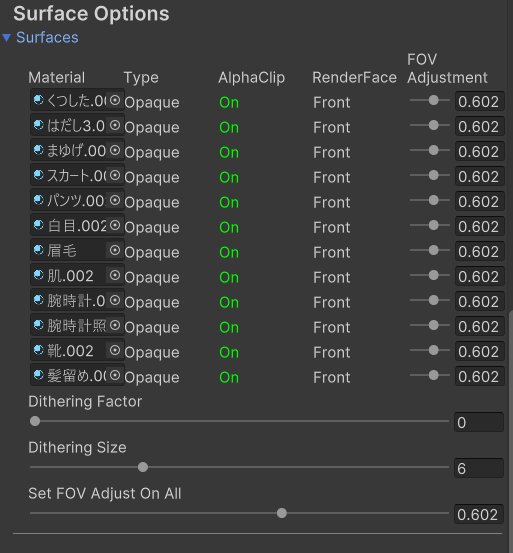 Surface Options
Surfaces
Material Type AlphaClip RenderFace FOV Adjustment
くつした.00 Opaque On Front 0.602
はだし3.0 Opaque On Front 0.602
まゆげ.00 Opaque On Front 0.602
スカート.00 Opaque On Front 0.602
パンツ.00 Opaque On Front 0.602
白目.002 Opaque On Front 0.602
眉毛 Opaque On Front 0.602
肌.002 Opaque On Front 0.602
腕時計.0 Opaque On Front 0.602
腕時計照 Opaque On Front 0.602
靴.002 Opaque On Front 0.602
髪留め.00 Opaque On Front 0.602
Dithering Factor
0
Dithering Size
6
Set FOV Adjust On All
0.602